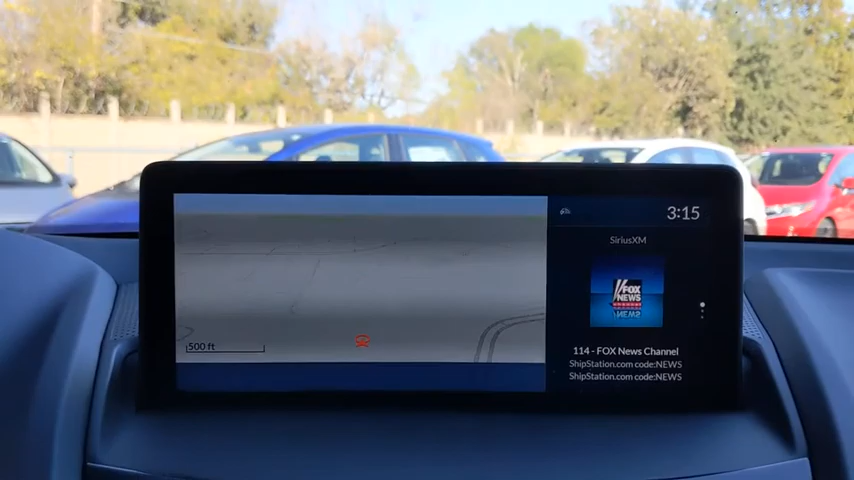 3:15
SiriusXM
FOX
NEWS
channel
114 - FOX News Channel
ShipStation.com code:NEWS
ShipStation.com code:NEWS
500 ft